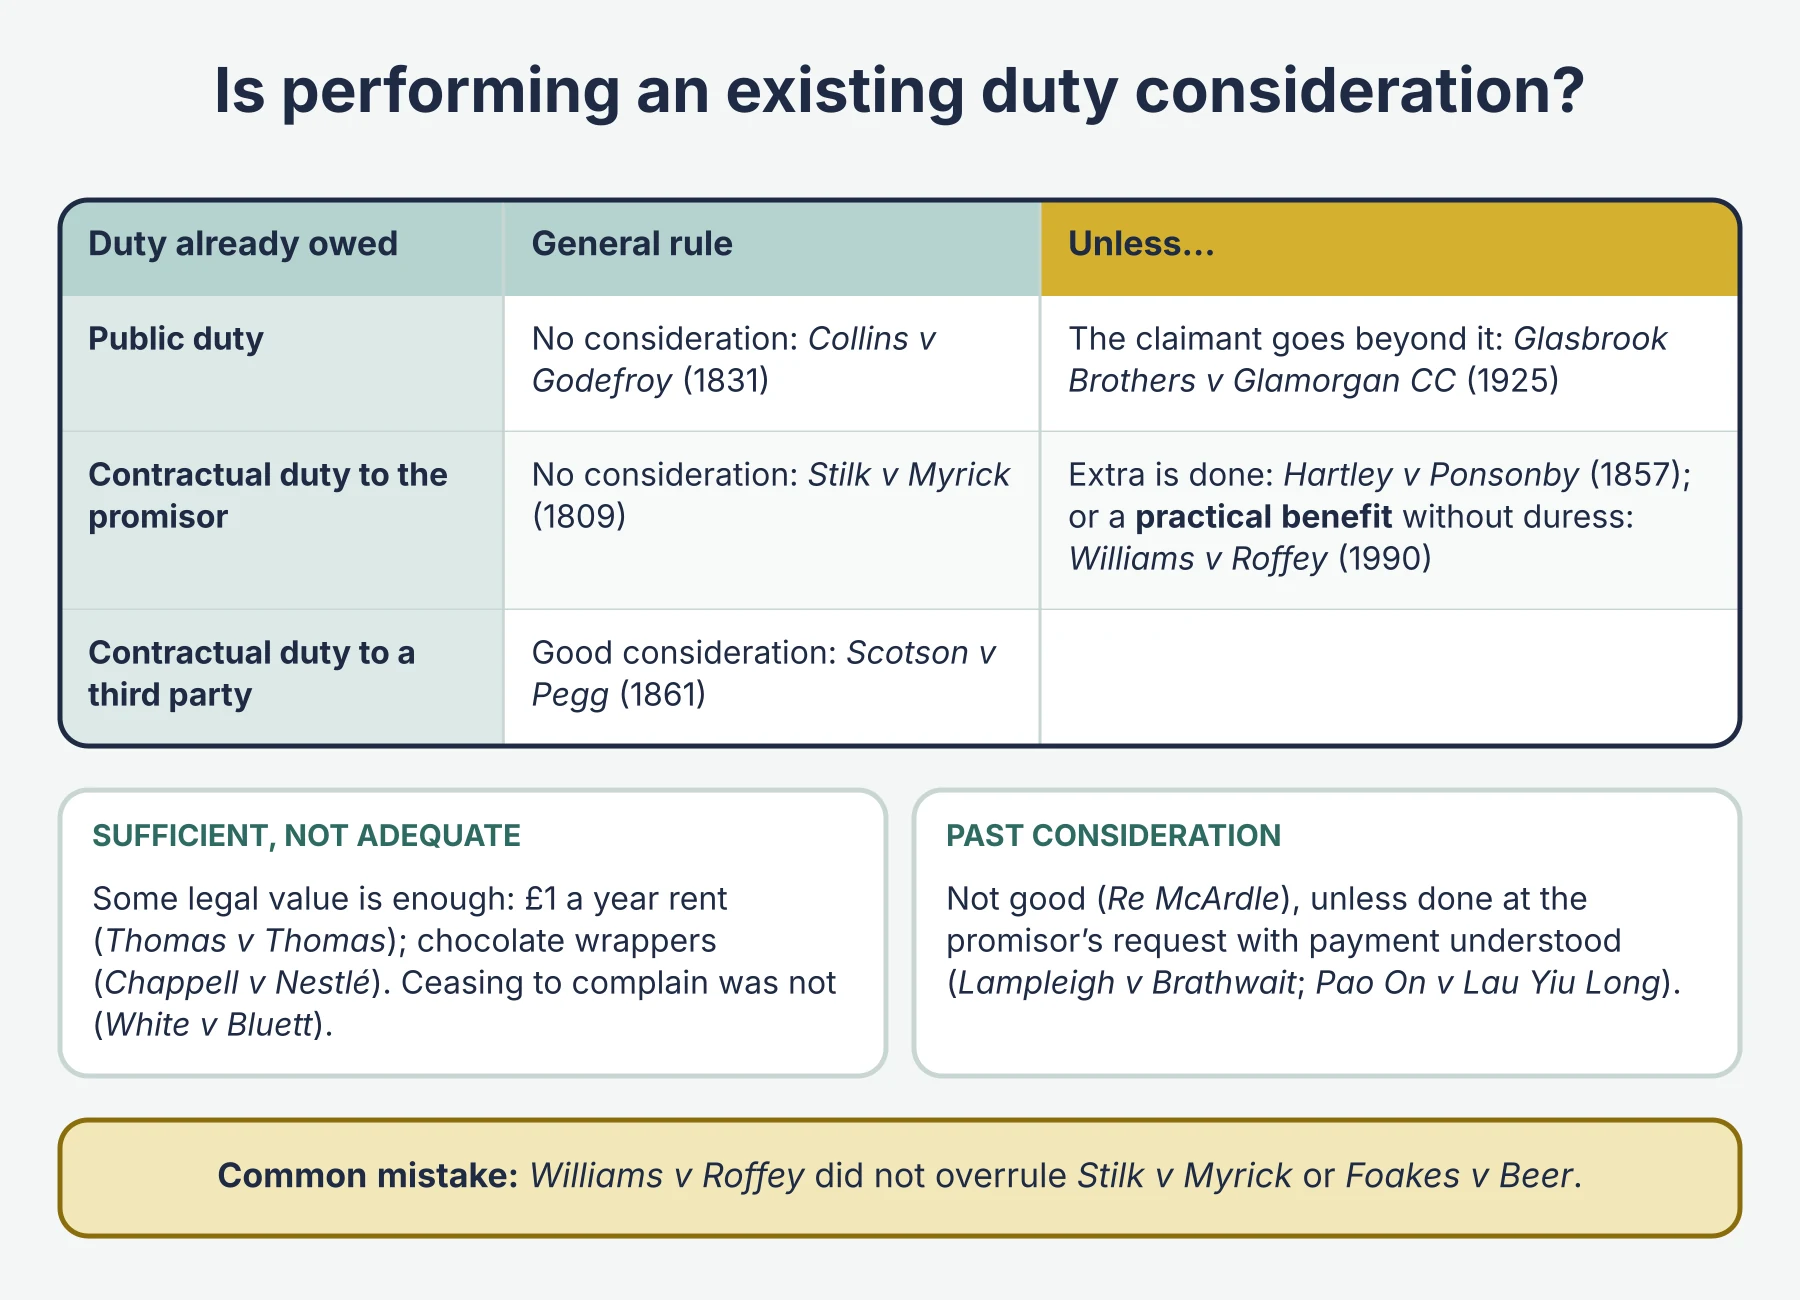 Is performing an existing duty consideration?
Duty already owed
General rule
Unless...
Public duty
No consideration: Collins v
Godefroy (1831)
The claimant goes beyond it: Glasbrook
Brothers v Glamorgan CC (1925)
Contractual duty to the
promisor
No consideration: Stilk v Myrick
(1809)
Extra is done: Hartley v Ponsonby (1857);
or a practical benefit without duress:
Williams v Roffey (1990)
Contractual duty to a
third party
Good consideration: Scotson v
Pegg (1861)
SUFFICIENT, NOT ADEQUATE
Some legal value is enough: £1 a year rent
(Thomas v Thomas); chocolate wrappers
(Chappell v Nestlé). Ceasing to complain was not
(White v Bluett).
PAST CONSIDERATION
Not good (Re McArdle), unless done at the
promisor’s request with payment understood
(Lampleigh v Brathwait; Pao On v Lau Yiu Long).
Common mistake: Williams v Roffey did not overrule Stilk v Myrick or Foakes v Beer.